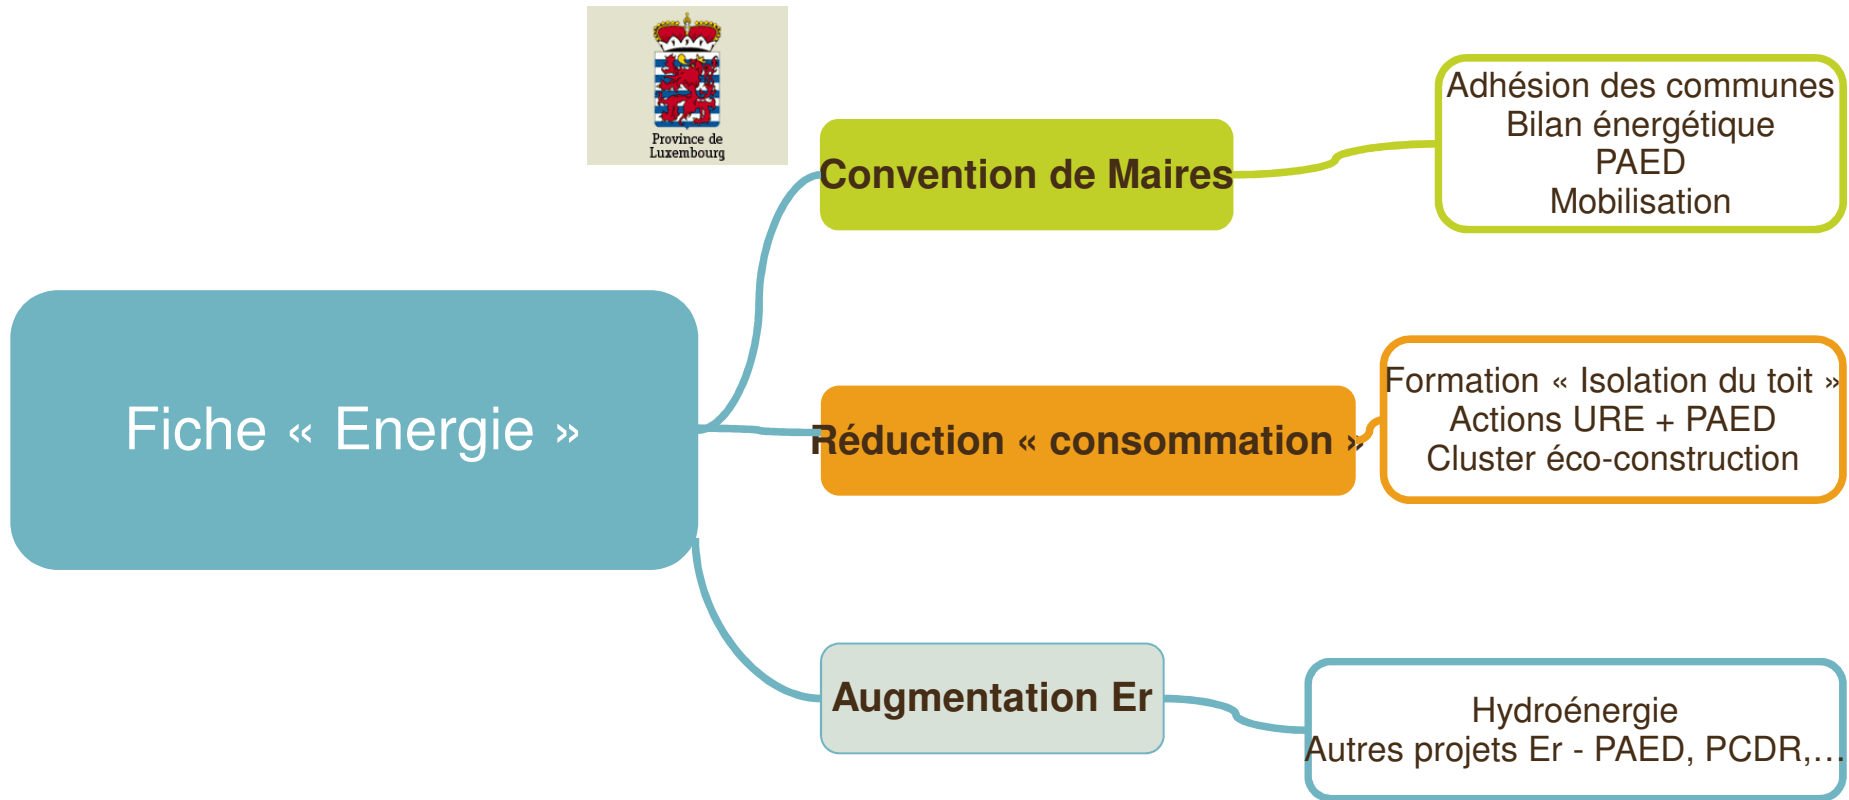 Province de
Luxembourg
Fiche « Energie »
Convention de Maires
Adhésion des communes
Bilan énergétique
PAED
Mobilisation
Réduction « consommation »
Formation « Isolation du toit »
Actions URE + PAED
Cluster éco-construction
Augmentation Er
Hydroénergie
Autres projets Er - PAED, PCDR,…